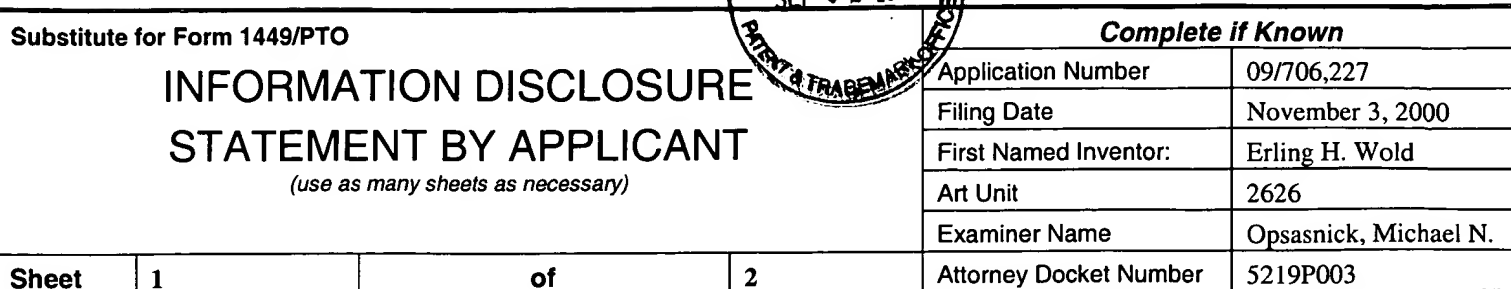 Substitute for Form 1449/PTO
INFORMATION DISCLOSURE
STATEMENT BY APPLICANT
(use as many sheets as necessary)
PATENT & TRADEMARK OFFICE
Complete if Known
Application Number 09/706,227
Filing Date November 3, 2000
First Named Inventor: Erling H. Wold
Art Unit 2626
Examiner Name Opsasnick, Michael N.
Sheet 1 of 2 Attorney Docket Number 5219P003